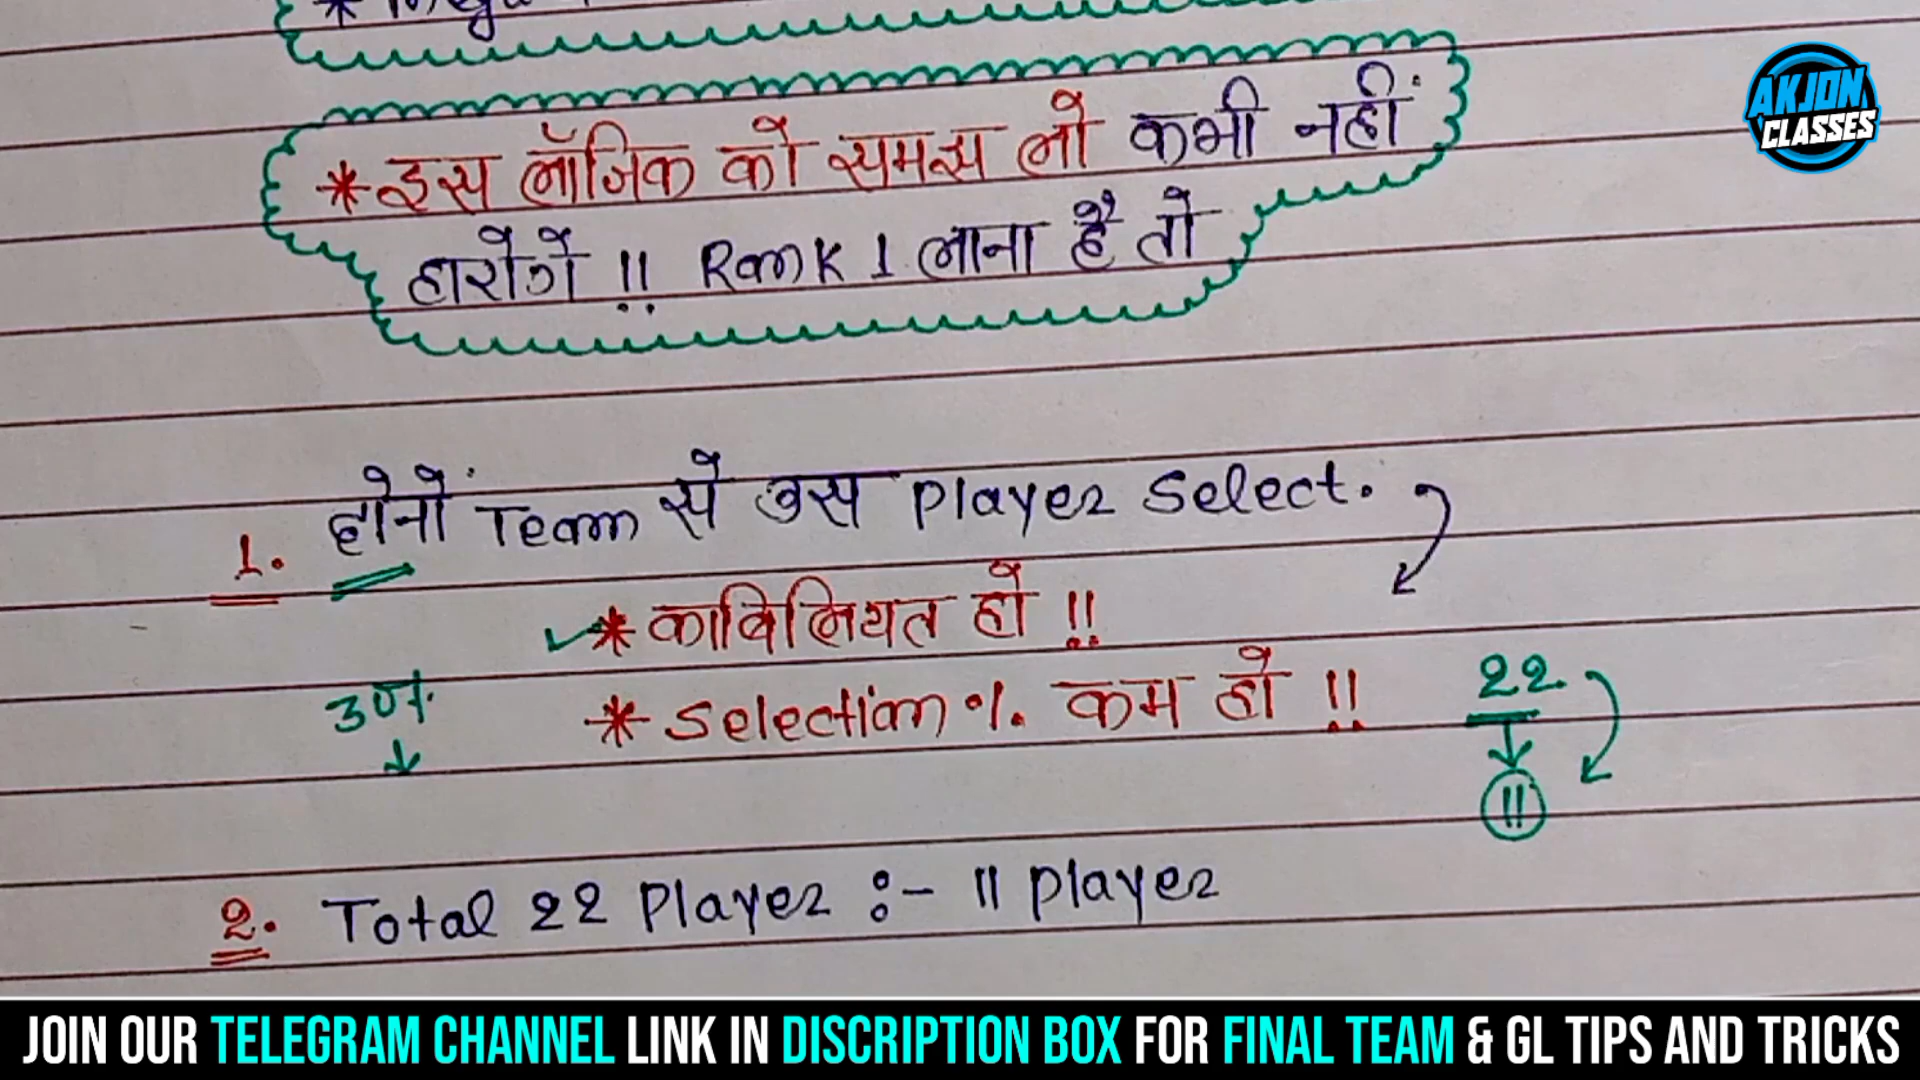 * Mega
* इस लॉजिक को समझ लो कभी नहीं
हारोगे !! Rank 1 लाना है तो
1. दोनों Team से उस Player Select.
* काबिलियत हो !!
30%
* Selection %. कम हो !!
22
11
2. Total 22 Player :- 11 Player
AKJON
CLASSES
JOIN OUR TELEGRAM CHANNEL LINK IN DISCRIPTION BOX FOR FINAL TEAM & GL TIPS AND TRICKS